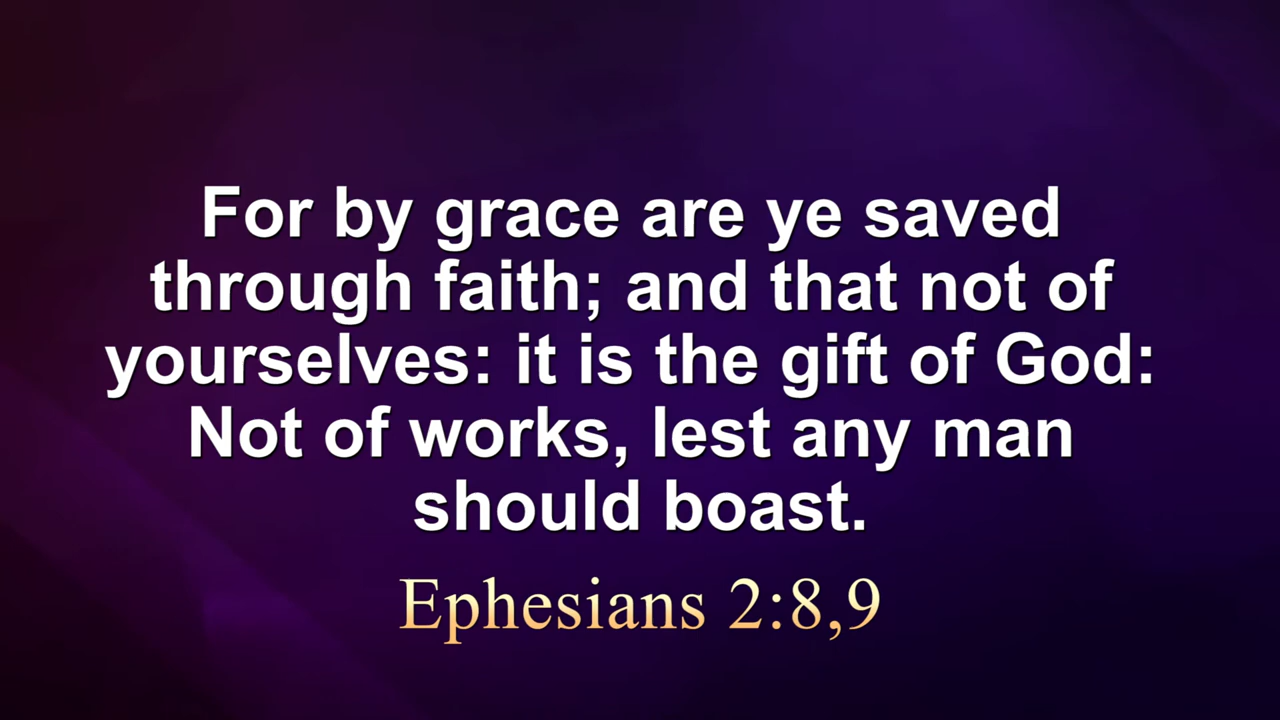 For by grace are ye saved
through faith; and that not of
yourselves: it is the gift of God:
Not of works, lest any man
should boast.
Ephesians 2:8,9